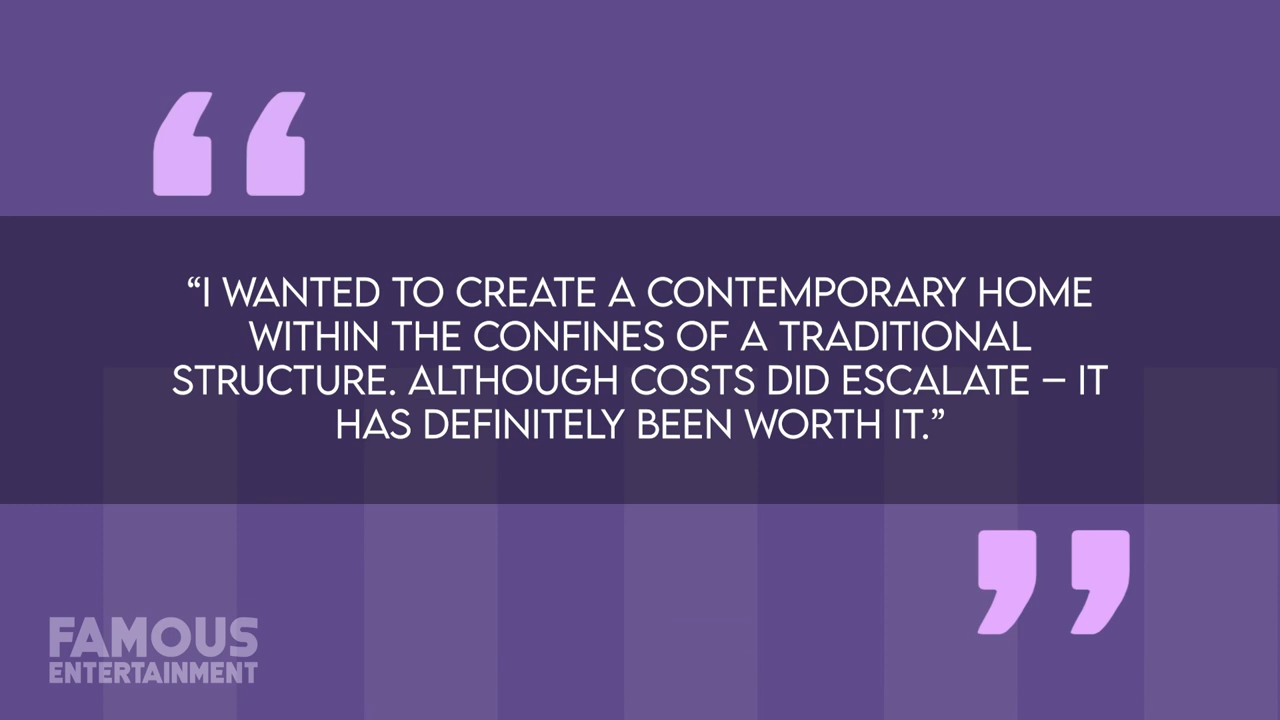 “I WANTED TO CREATE A CONTEMPORARY HOME
WITHIN THE CONFINES OF A TRADITIONAL
STRUCTURE. ALTHOUGH COSTS DID ESCALATE – IT
HAS DEFINITELY BEEN WORTH IT.”
FAMOUS
ENTERTAINMENT